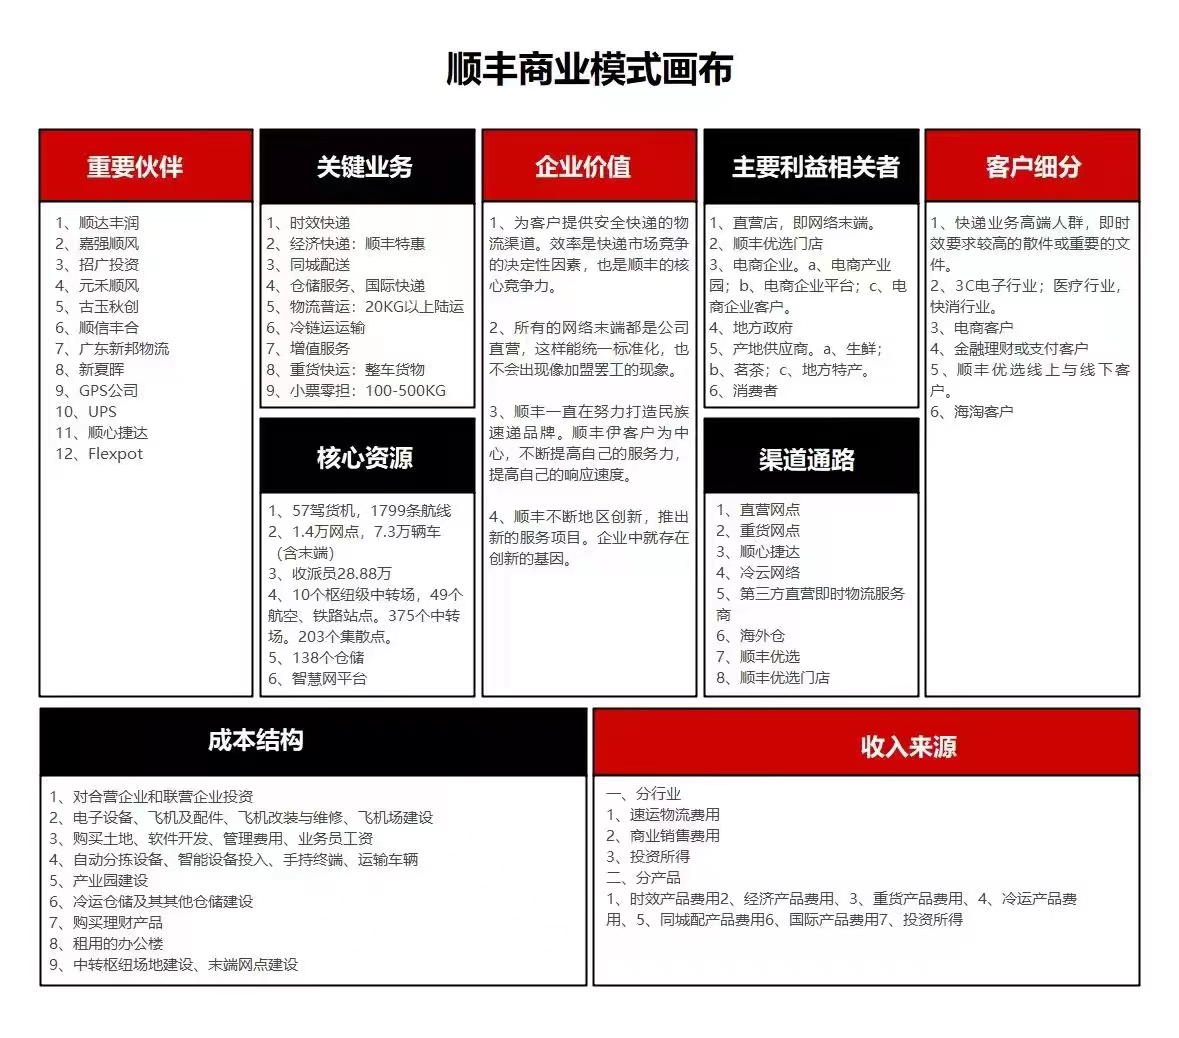 顺丰商业模式画布
重要伙伴
1、顺达丰润
2、嘉强顺风
3、招广投资
4、元禾顺风
5、古玉秋创
6、顺信丰合
7、广东新邦物流
8、新夏晖
9、GPS公司
10、UPS
11、顺心捷达
12、Flexpot
关键业务
1、时效快递
2、经济快递：顺丰特惠
3、同城配送
4、仓储服务、国际快递
5、物流普运：20KG以上陆运
6、冷链运运输
7、增值服务
8、重货快运：整车货物
9、小票零担：100-500KG
核心资源
1、57驾货机，1799条航线
2、1.4万网点，7.3万辆车
（含末端）
3、收派员28.88万
4、10个枢纽级中转场，49个
航空、铁路站点。375个中转
场。203个集散点。
5、138个仓储
6、智慧网平台
企业价值
1、为客户提供安全快递的物
流渠道。效率是快递市场竞争
的决定性因素，也是顺丰的核
心竞争力。
2、所有的网络末端都是公司
直营，这样能统一标准化，也
不会出现像加盟罢工的现象。
3、顺丰一直在努力打造民族
速递品牌。顺丰伊客户为中
心，不断提高自己的服务力，
提高自己的响应速度。
4、顺丰不断地区创新，推出
新的服务项目。企业中就存在
创新的基因。
主要利益相关者
1、直营店，即网络末端。
2、顺丰优选门店
3、电商企业。a、电商产业
园；b、电商企业平台；c、电
商企业客户。
4、地方政府
5、产地供应商。a、生鲜；
b、茗茶；c、地方特产。
6、消费者
渠道通路
1、直营网点
2、重货网点
3、顺心捷达
4、冷云网络
5、第三方直营即时物流服务
商
6、海外仓
7、顺丰优选
8、顺丰优选门店
客户细分
1、快递业务高端人群，即时
效要求较高的散件或重要的文
件。
2、3C电子行业；医疗行业，
快消行业。
3、电商客户
4、金融理财或支付客户
5、顺丰优选线上与线下客
户。
6、海淘客户
成本结构
1、对合营企业和联营企业投资
2、电子设备、飞机及配件、飞机改装与维修、飞机场建设
3、购买土地、软件开发、管理费用、业务员工资
4、自动分拣设备、智能设备投入、手持终端、运输车辆
5、产业园建设
6、冷运仓储及其其他仓储建设
7、购买理财产品
8、租用的办公楼
9、中转枢纽场地建设、末端网点建设
收入来源
一、分行业
1、速运物流费用
2、商业销售费用
3、投资所得
二、分产品
1、时效产品费用2、经济产品费用、3、重货产品费用、4、冷运产品费
用、5、同城配产品费用6、国际产品费用7、投资所得